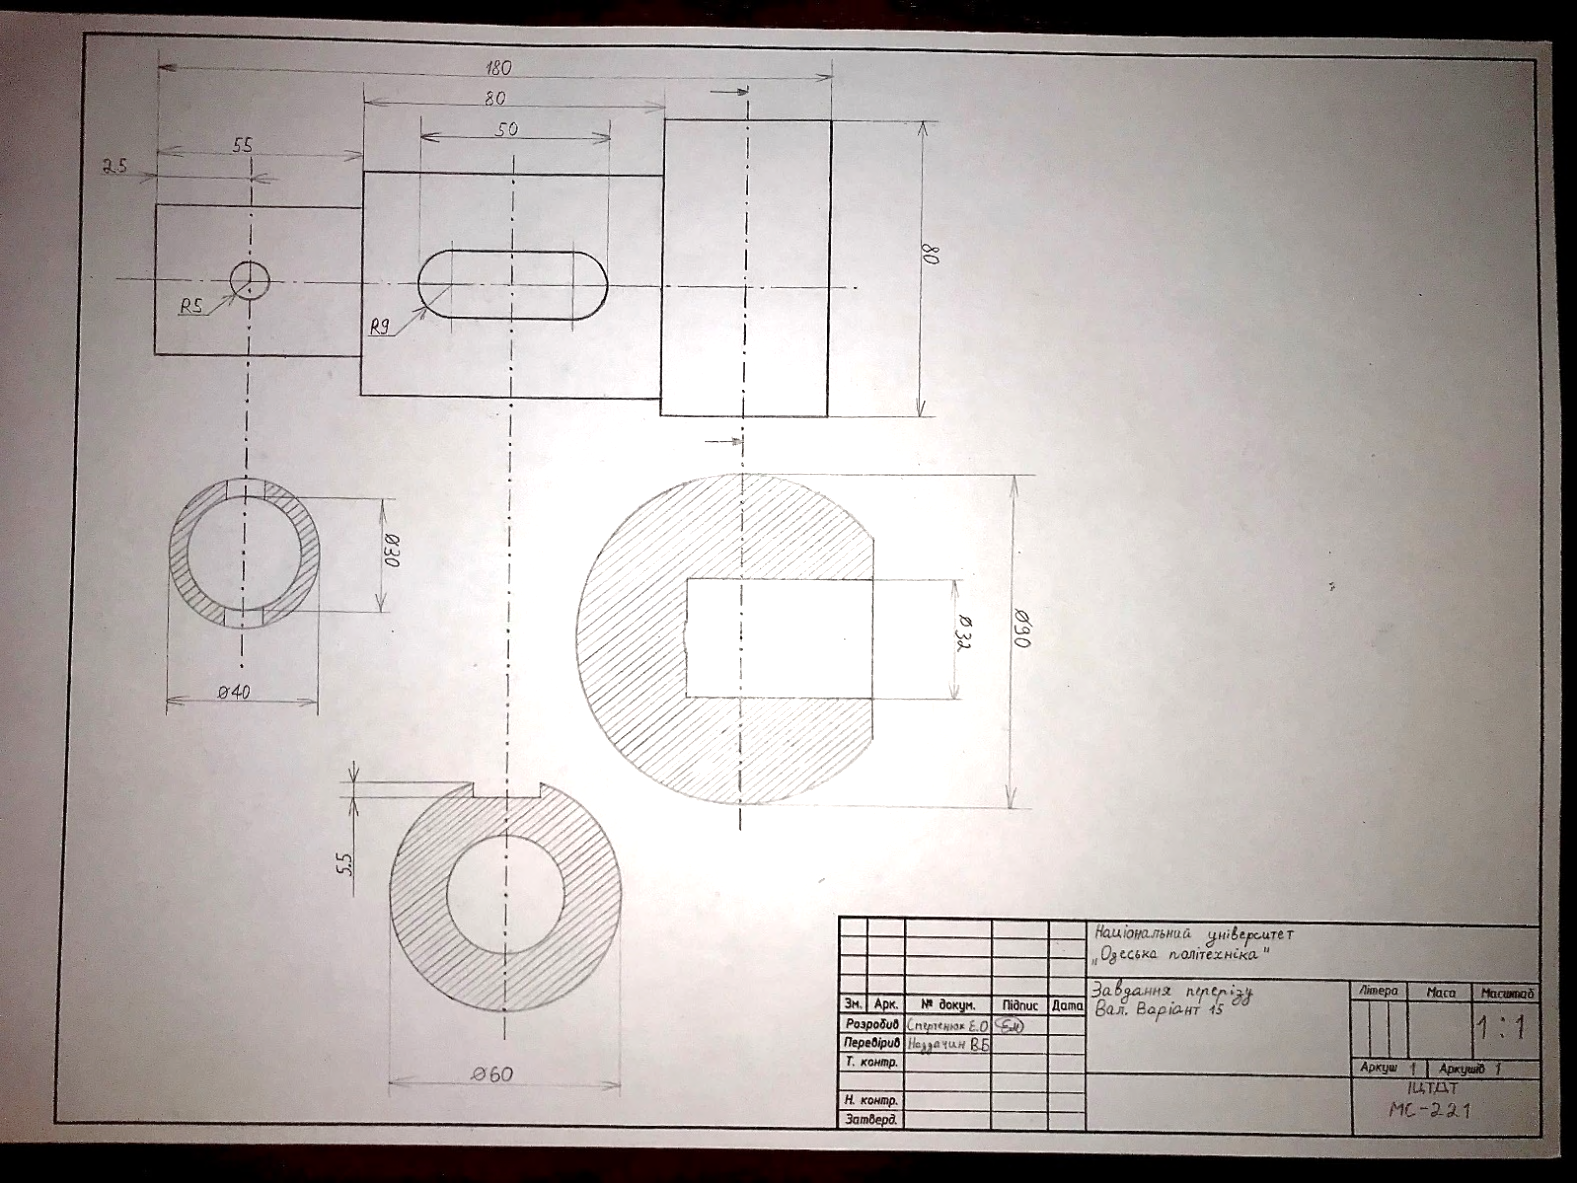 180
80
50
55
25
80
R5
R9
Ø30
Ø32
Ø90
Ø40
5.5
Ø60
Національний університет
„Одеська політехніка"
Завдання перерізу
Вал. Варіант 15
Літера Маса Масштаб
1:1
Зм. Арк. № докум. Підпис Дата
Розробив Е.О
Перевірив В.Б
Т. контр.
Аркуш 1 Аркушів 1
ІЦТДТ
МС-221
Н. контр.
Затверд.